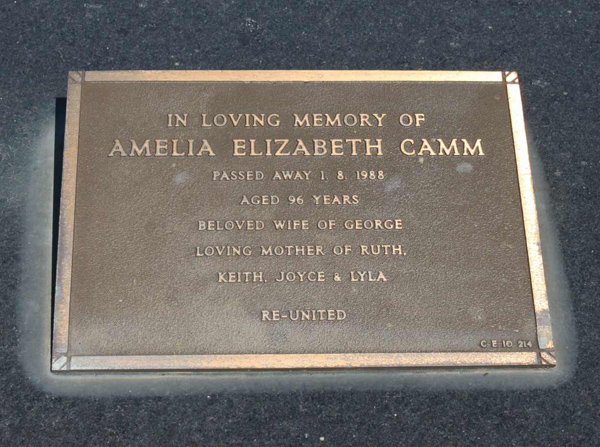 IN LOVING MEMORY OF
AMELIA ELIZABETH CAMM
PASSED AWAY 1. 8. 1988
AGED 96 YEARS
BELOVED WIFE OF GEORGE
LOVING MOTHER OF RUTH,
KEITH, JOYCE & LYLA
RE-UNITED
C-E-10. 214